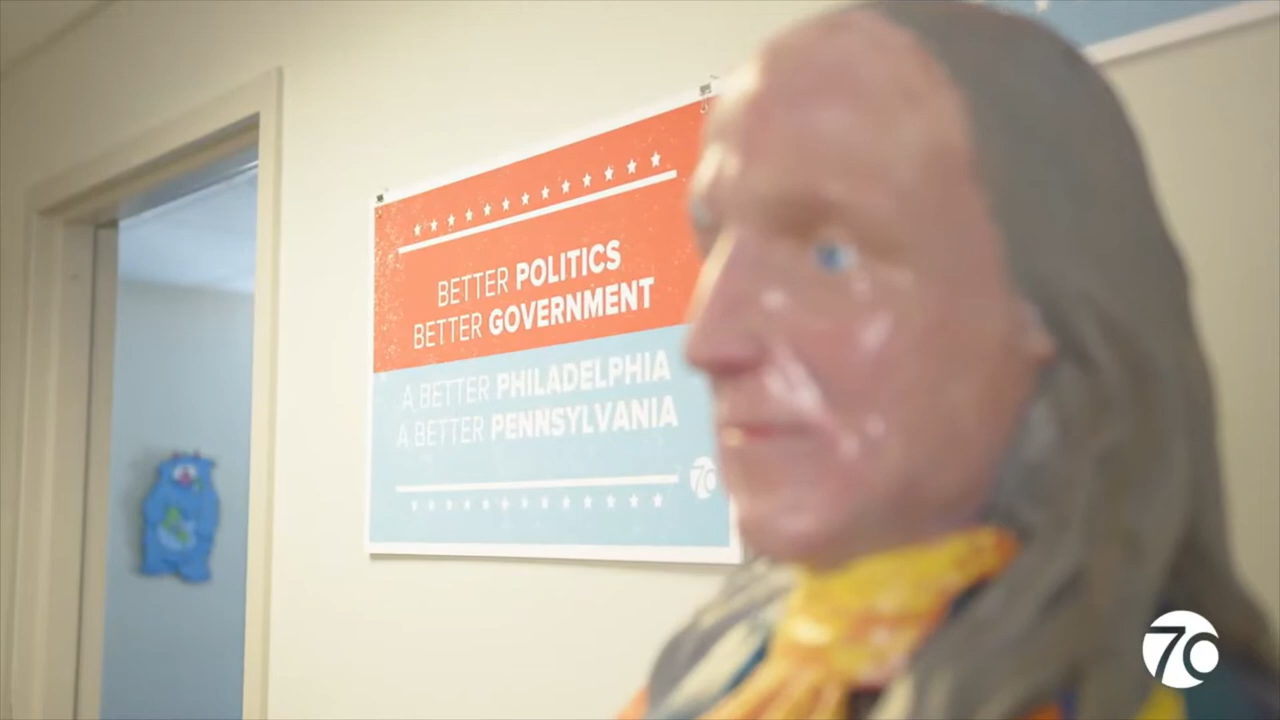 BETTER POLITICS
BETTER GOVERNMENT
A BETTER PHILADELPHIA
A BETTER PENNSYLVANIA
70
70